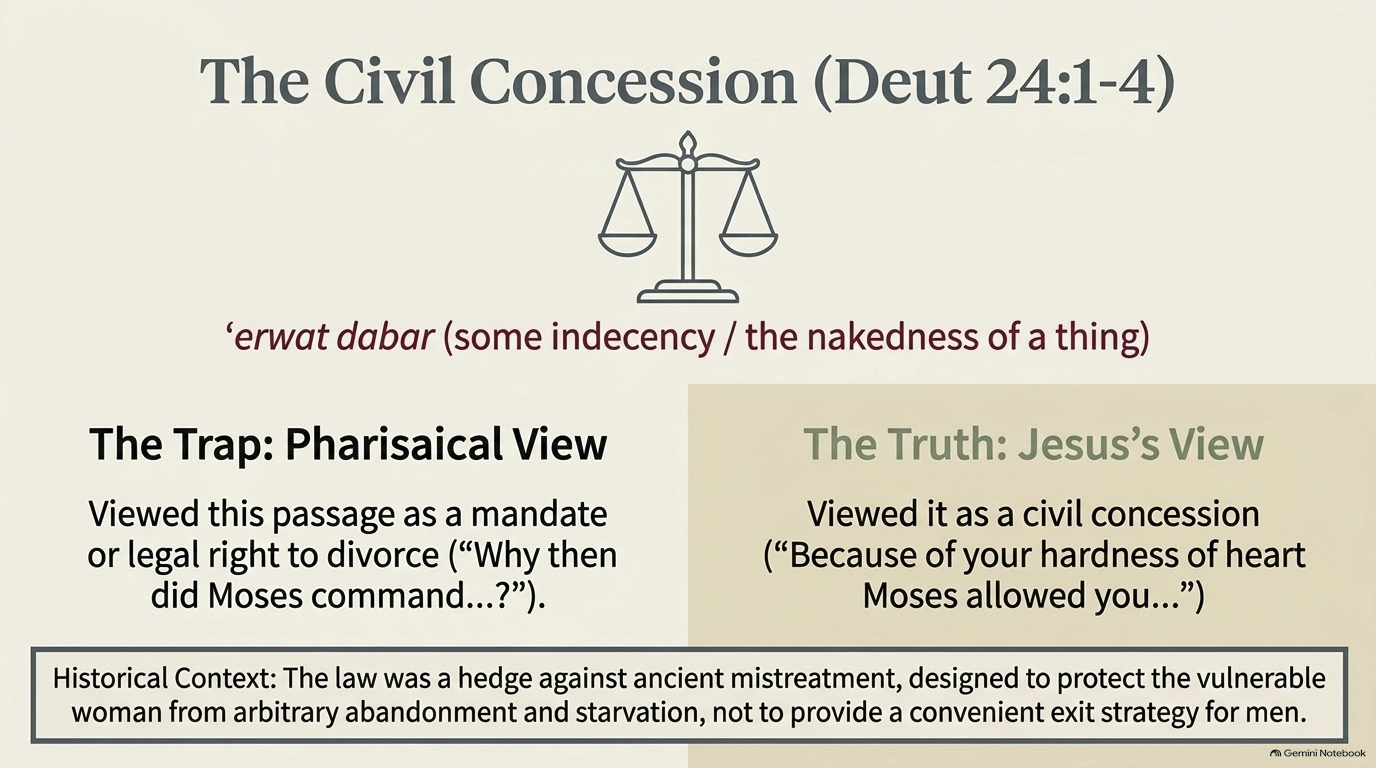 The Civil Concession (Deut 24:1-4)
‘erwat dabar (some indecency / the nakedness of a thing)
The Trap: Pharisaical View
Viewed this passage as a mandate
or legal right to divorce (“Why then
did Moses command...?”).
The Truth: Jesus’s View
Viewed it as a civil concession
(“Because of your hardness of heart
Moses allowed you...”)
Historical Context: The law was a hedge against ancient mistreatment, designed to protect the vulnerable
woman from arbitrary abandonment and starvation, not to provide a convenient exit strategy for men.
Gemini Notebook